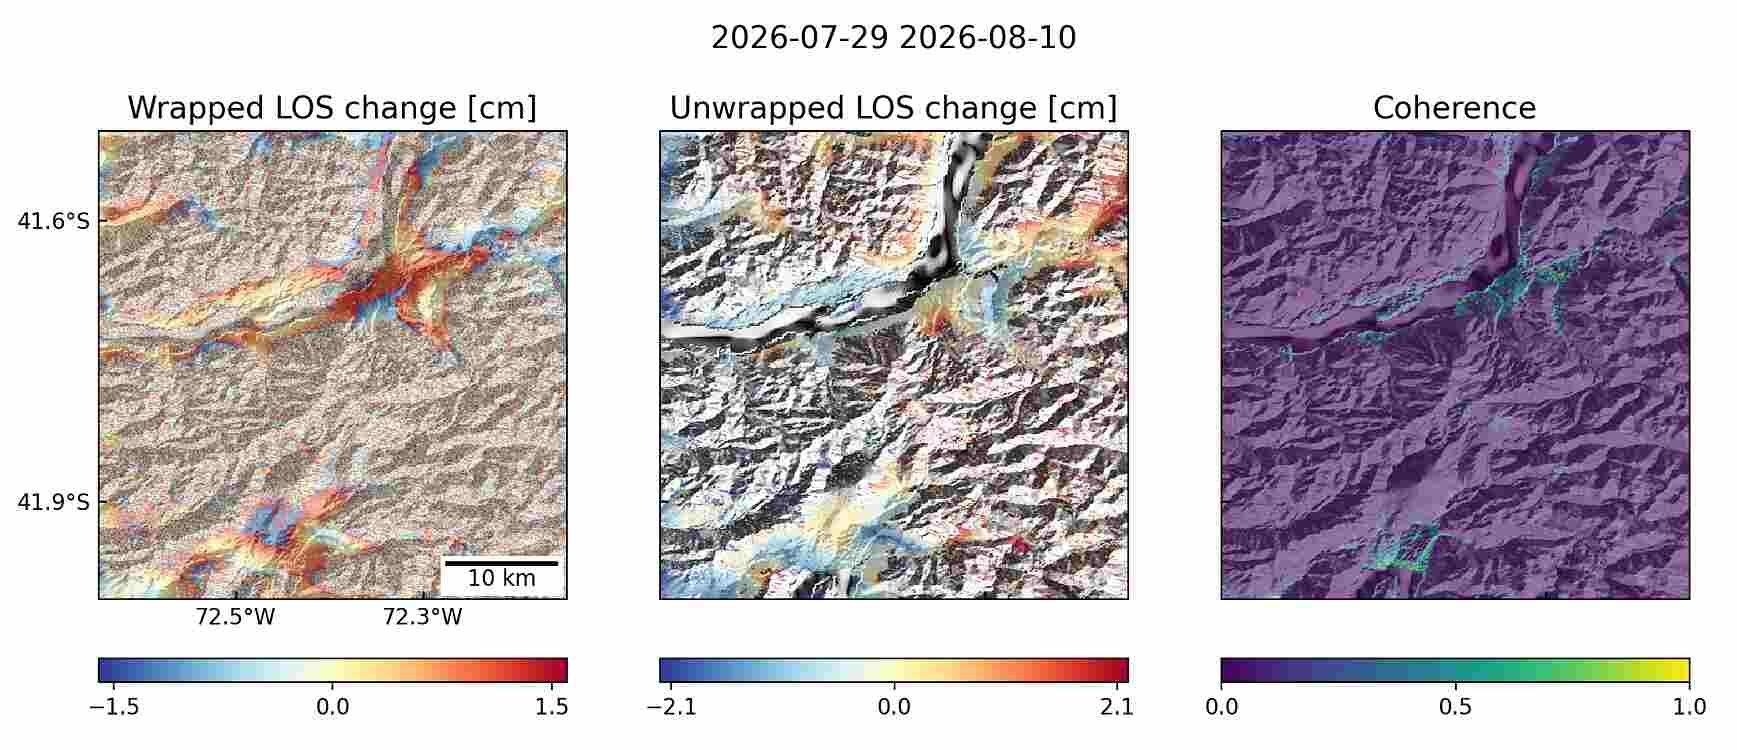 2026-07-29 2026-08-10
Wrapped LOS change [cm]
Unwrapped LOS change [cm]
Coherence
41.6°S
41.9°S
10 km
72.5°W
72.3°W
−1.5
0.0
1.5
−2.1
0.0
2.1
0.0
0.5
1.0